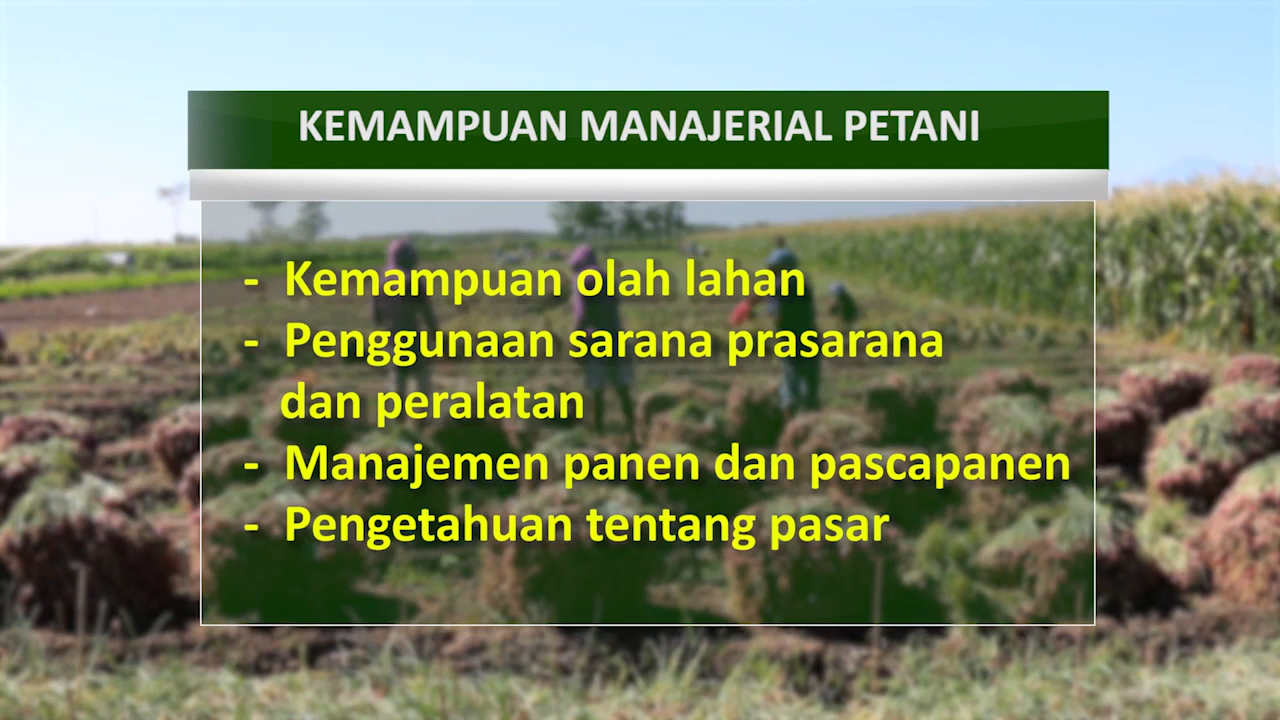 KEMAMPUAN MANAJERIAL PETANI
- Kemampuan olah lahan
- Penggunaan sarana prasarana
dan peralatan
- Manajemen panen dan pascapanen
- Pengetahuan tentang pasar